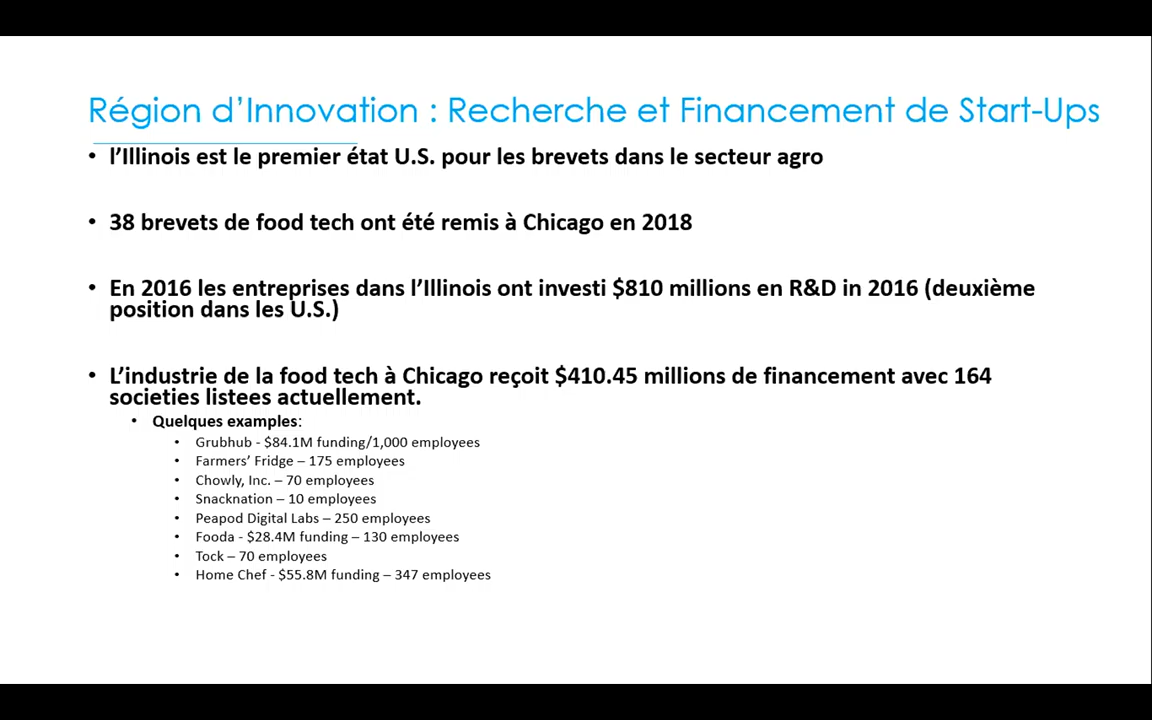 Région d’Innovation : Recherche et Financement de Start-Ups
• l’Illinois est le premier état U.S. pour les brevets dans le secteur agro
• 38 brevets de food tech ont été remis à Chicago en 2018
• En 2016 les entreprises dans l’Illinois ont investi $810 millions en R&D in 2016 (deuxième
position dans les U.S.)
• L’industrie de la food tech à Chicago reçoit $410.45 millions de financement avec 164
societies listees actuellement.
• Quelques examples:
• Grubhub - $84.1M funding/1,000 employees
• Farmers’ Fridge – 175 employees
• Chowly, Inc. – 70 employees
• Snacknation – 10 employees
• Peapod Digital Labs – 250 employees
• Fooda - $28.4M funding – 130 employees
• Tock – 70 employees
• Home Chef - $55.8M funding – 347 employees